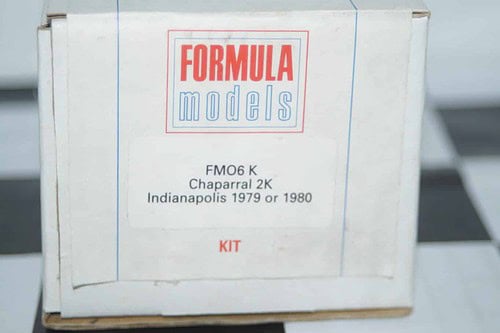 FORMULA
models
FMO6 K
Chaparral 2K
Indianapolis 1979 or 1980
KIT